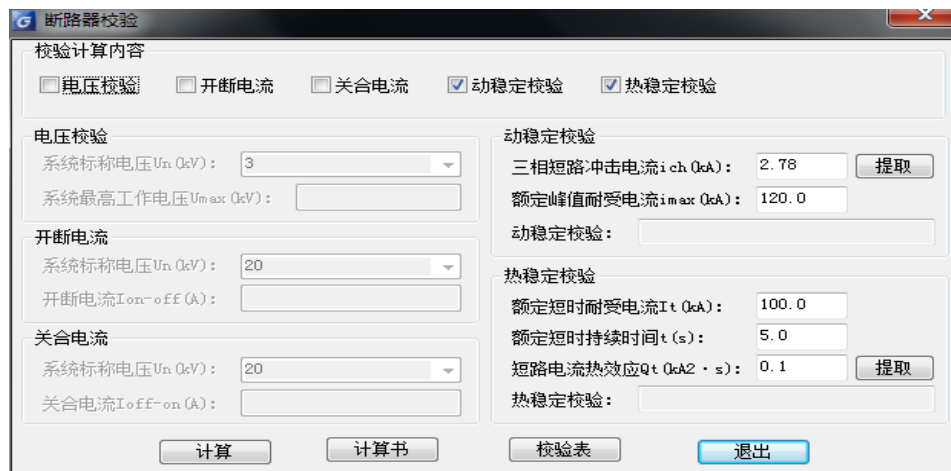 断路器校验
校验计算内容
电压校验 开断电流 关合电流 动稳定校验 热稳定校验
电压校验
系统标称电压Un(kV): 3
系统最高工作电压Umax(kV):
开断电流
系统标称电压Un(kV): 20
开断电流Ion-off(A):
关合电流
系统标称电压Un(kV): 20
关合电流Ioff-on(A):
动稳定校验
三相短路冲击电流ich(kA): 2.78 提取
额定峰值耐受电流imax(kA): 120.0
动稳定校验:
热稳定校验
额定短时耐受电流It(kA): 100.0
额定短时持续时间t(s): 5.0
短路电流热效应Qt(kA2·s): 0.1 提取
热稳定校验:
计算 计算书 校验表 退出